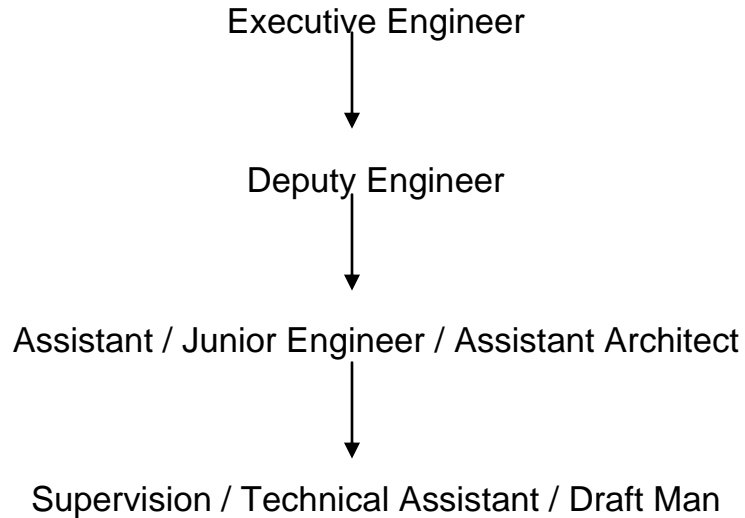 Executive Engineer
Deputy Engineer
Assistant / Junior Engineer / Assistant Architect
Supervision / Technical Assistant / Draft Man